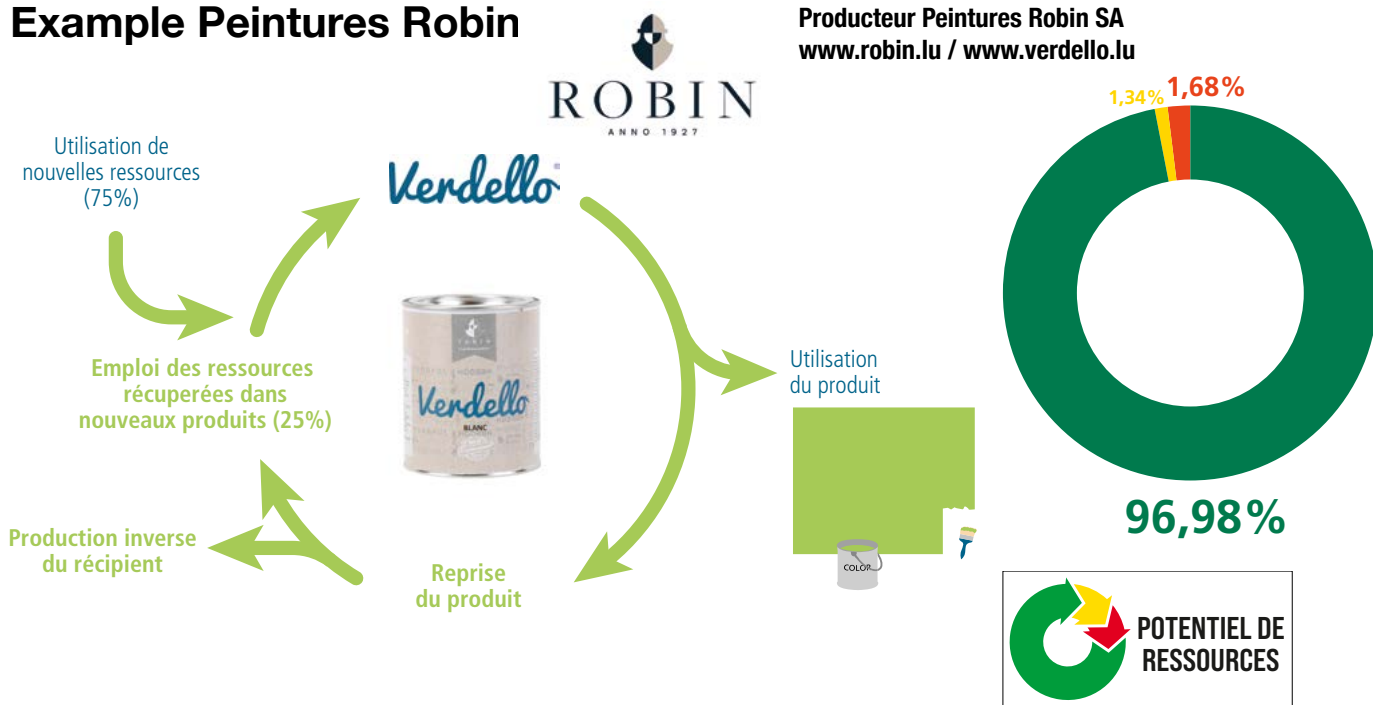 Example Peintures Robin
ROBIN
ANNO 1927
Producteur Peintures Robin SA
www.robin.lu / www.verdello.lu
1,34%
1,68%
96,98%
Utilisation de
nouvelles ressources
(75%)
Verdello
Emploi des ressources
récuperées dans
nouveaux produits (25%)
ROBIN
Verdello
BLANC
Utilisation
du produit
COLOR
Production inverse
du récipient
Reprise
du produit
POTENTIEL DE
RESSOURCES